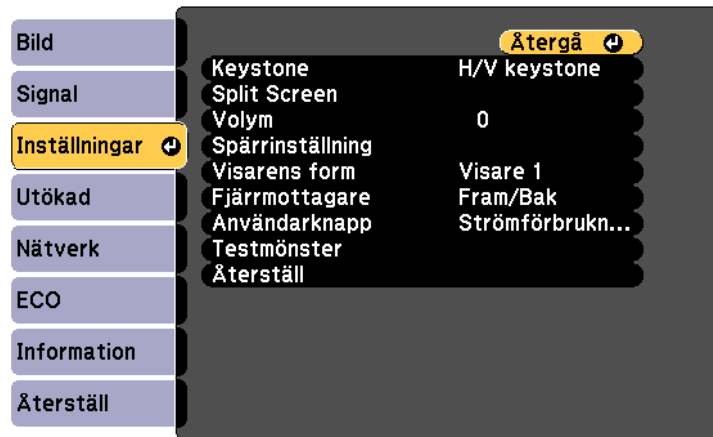 Bild
Signal
Inställningar
Utökad
Nätverk
ECO
Information
Återställ
Återgå
Keystone H/V keystone
Split Screen
Volym 0
Spärrinställning
Visarens form Visare 1
Fjärrmottagare Fram/Bak
Användarknapp Strömförbrukn...
Testmönster
Återställ